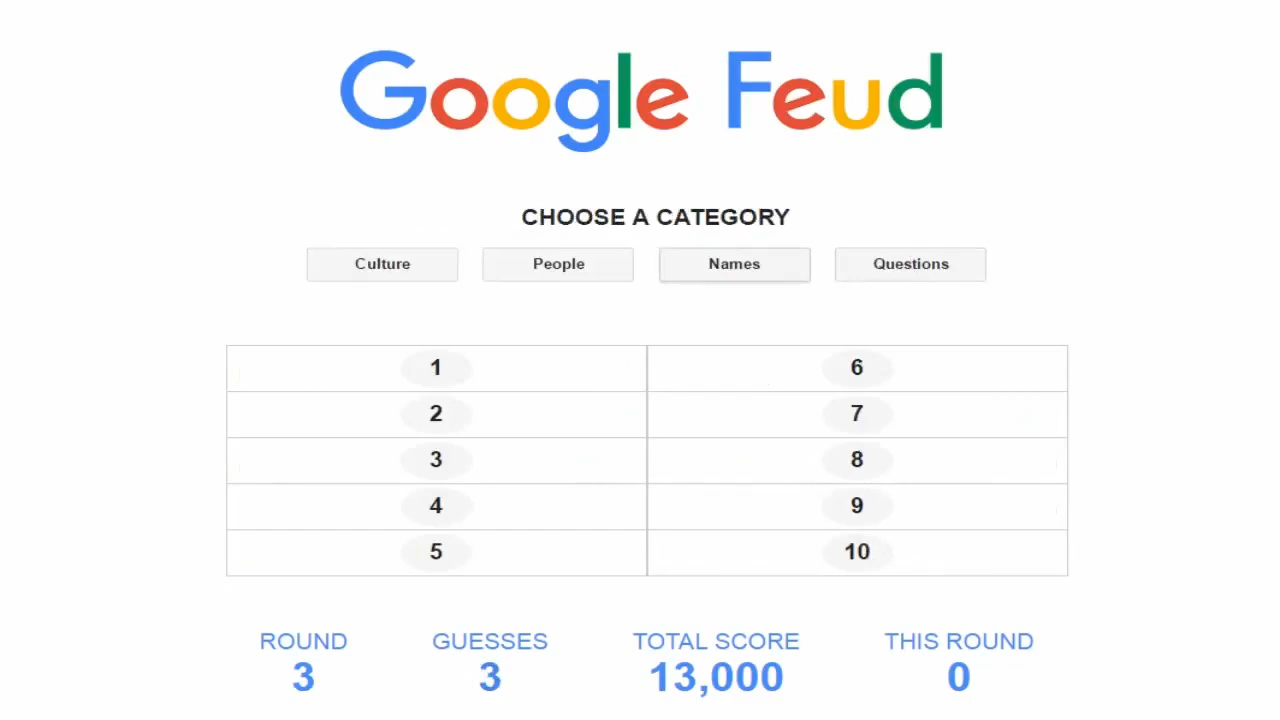 Google Feud
CHOOSE A CATEGORY
Culture People Names Questions
1 6
2 7
3 8
4 9
5 10
ROUND GUESSES TOTAL SCORE THIS ROUND
3 3 13,000 0